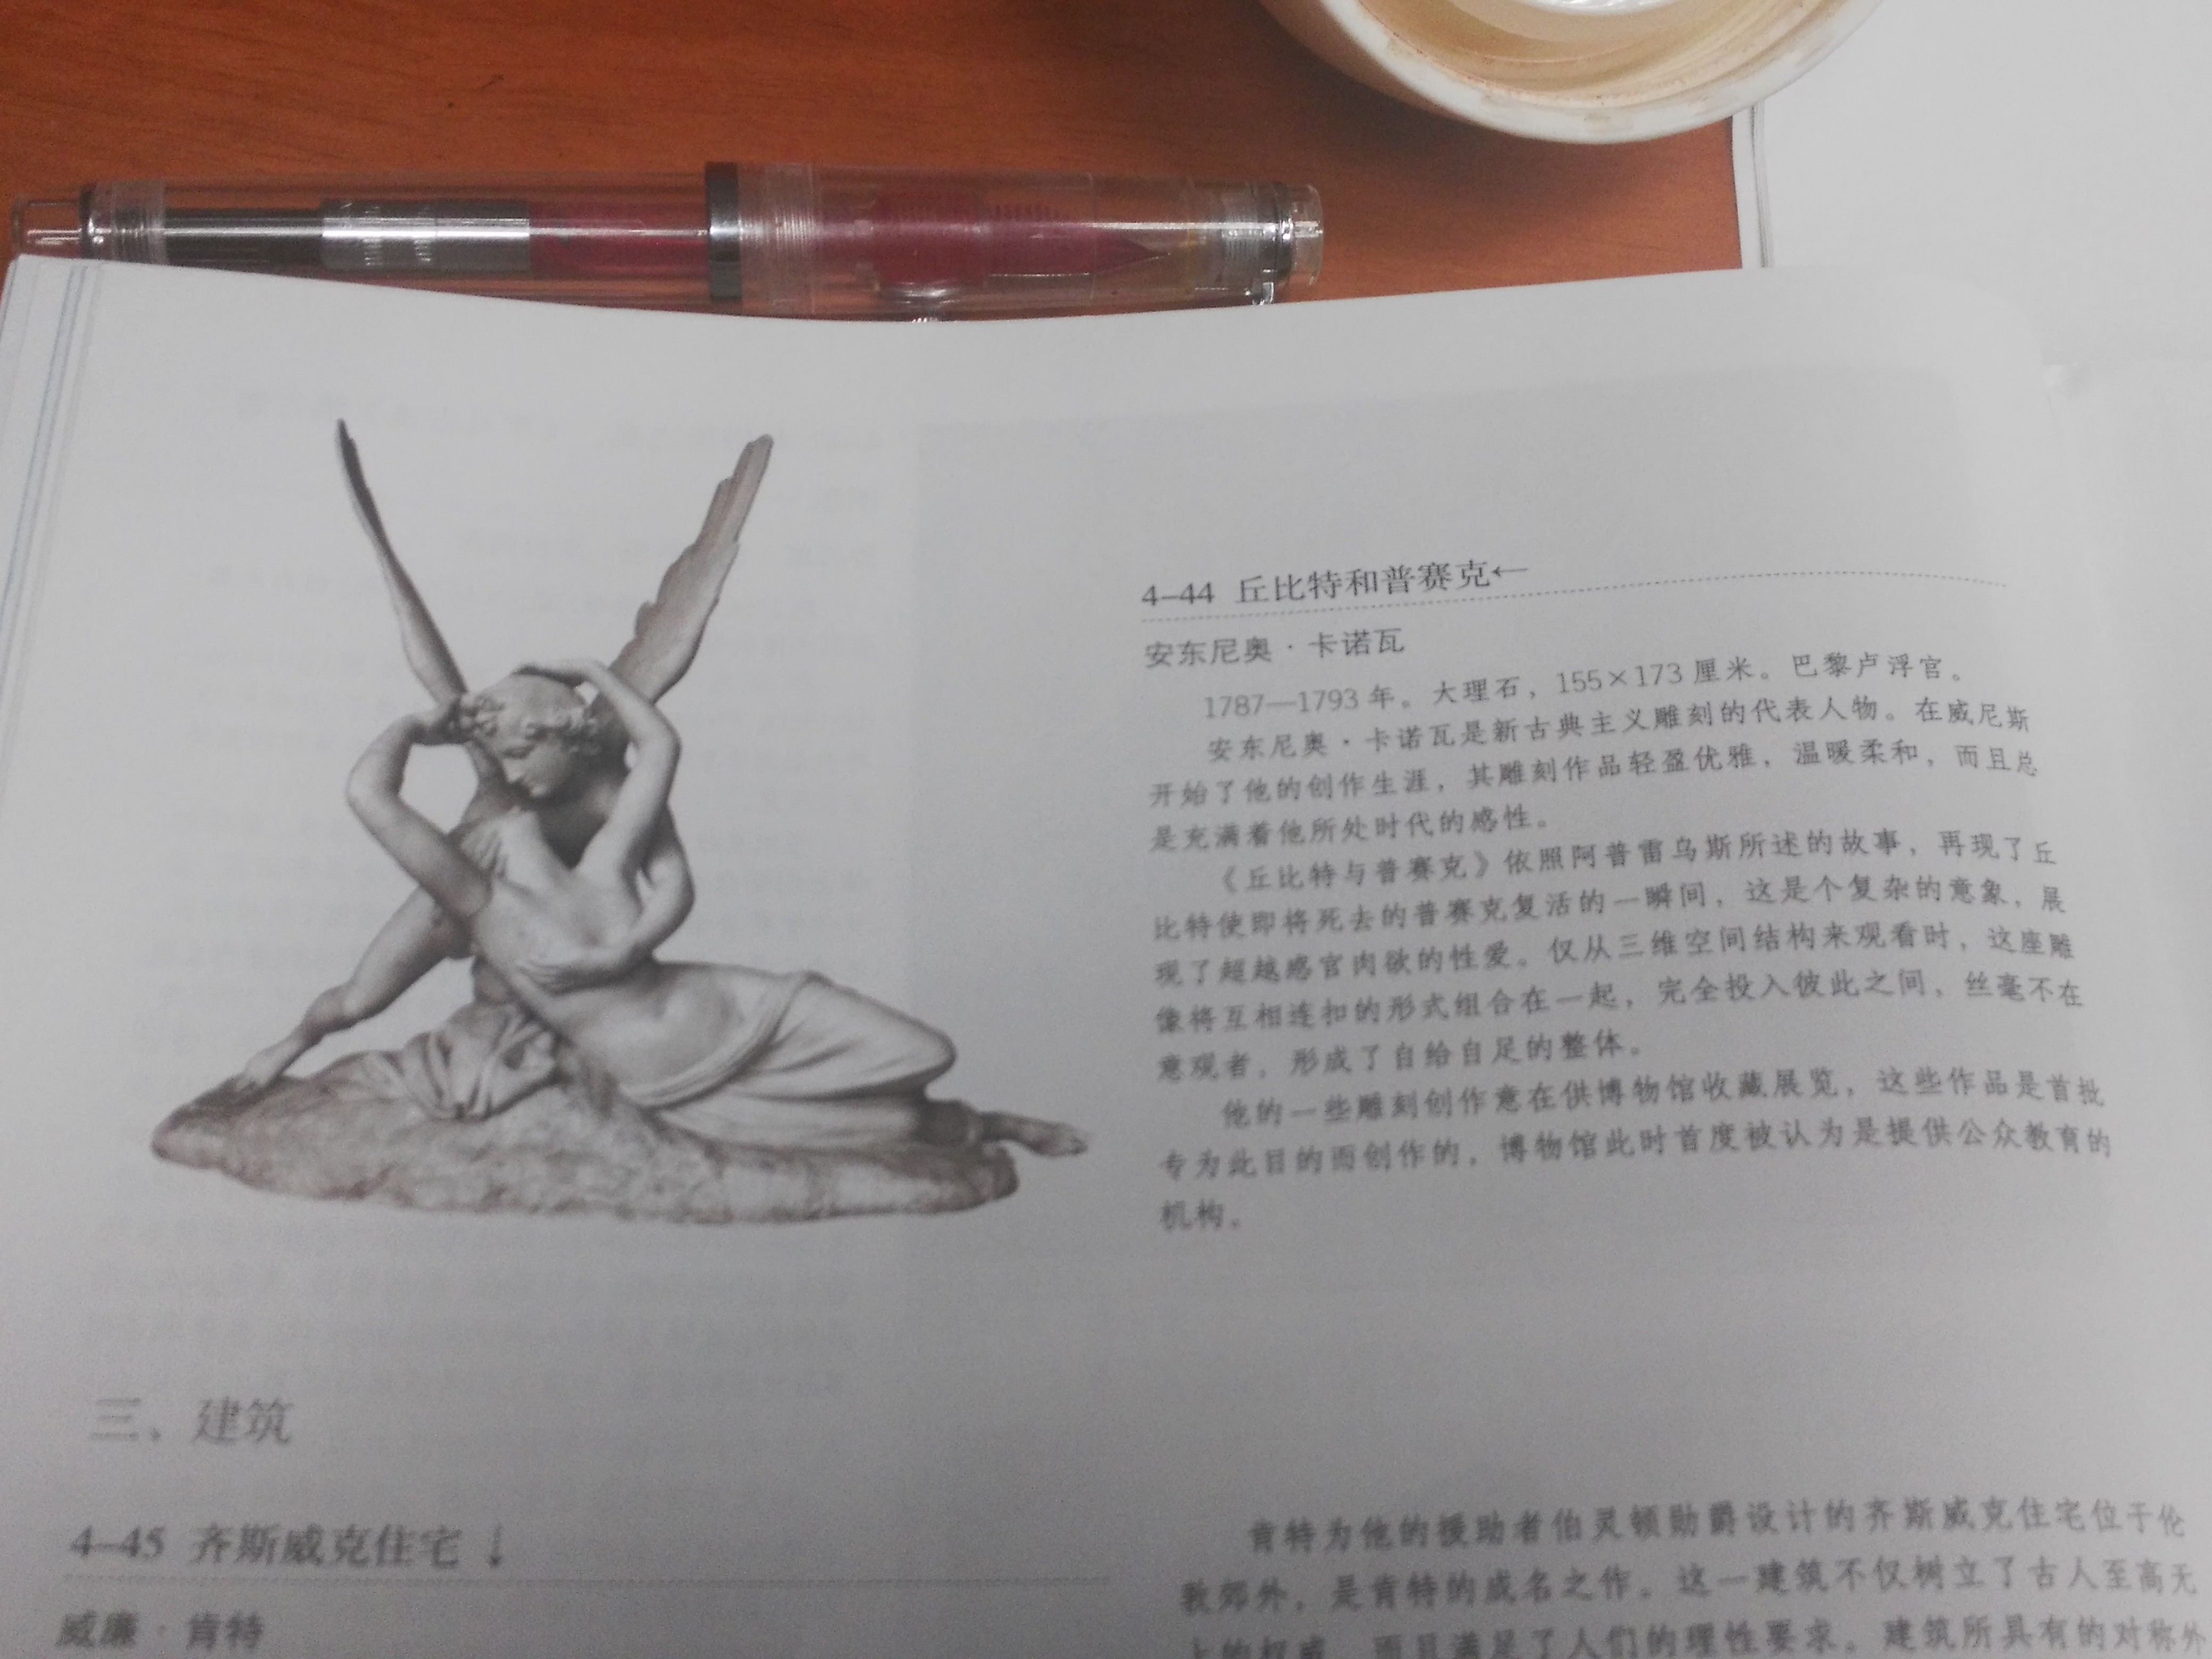 4–44 丘比特和普赛克←
安东尼奥·卡诺瓦
1787—1793 年。大理石，155×173 厘米。巴黎卢浮宫。
安东尼奥·卡诺瓦是新古典主义雕刻的代表人物。在威尼斯
开始了他的创作生涯，其雕刻作品轻盈优雅，温暖柔和，而且总
是充满着他所处时代的感性。
《丘比特与普赛克》依照阿普雷乌斯所述的故事，再现了丘
比特使即将死去的普赛克复活的一瞬间，这是个复杂的意象，展
现了超越感官肉欲的性爱。仅从三维空间结构来观看时，这座雕
像将互相连扣的形式组合在一起，完全投入彼此之间，丝毫不在
意观者，形成了自给自足的整体。
他的一些雕刻创作意在供博物馆收藏展览，这些作品是首批
专为此目的而创作的，博物馆此时首度被认为是提供公众教育的
机构。
三、建筑
4–45 齐斯威克住宅↓
威廉·肯特
肯特为他的援助者伯灵顿勋爵设计的齐斯威克住宅位于伦
敦郊外，是肯特的成名之作。这一建筑不仅树立了古人至高无
上的权威，而且满足了人们的理性要求。建筑所具有的对称外